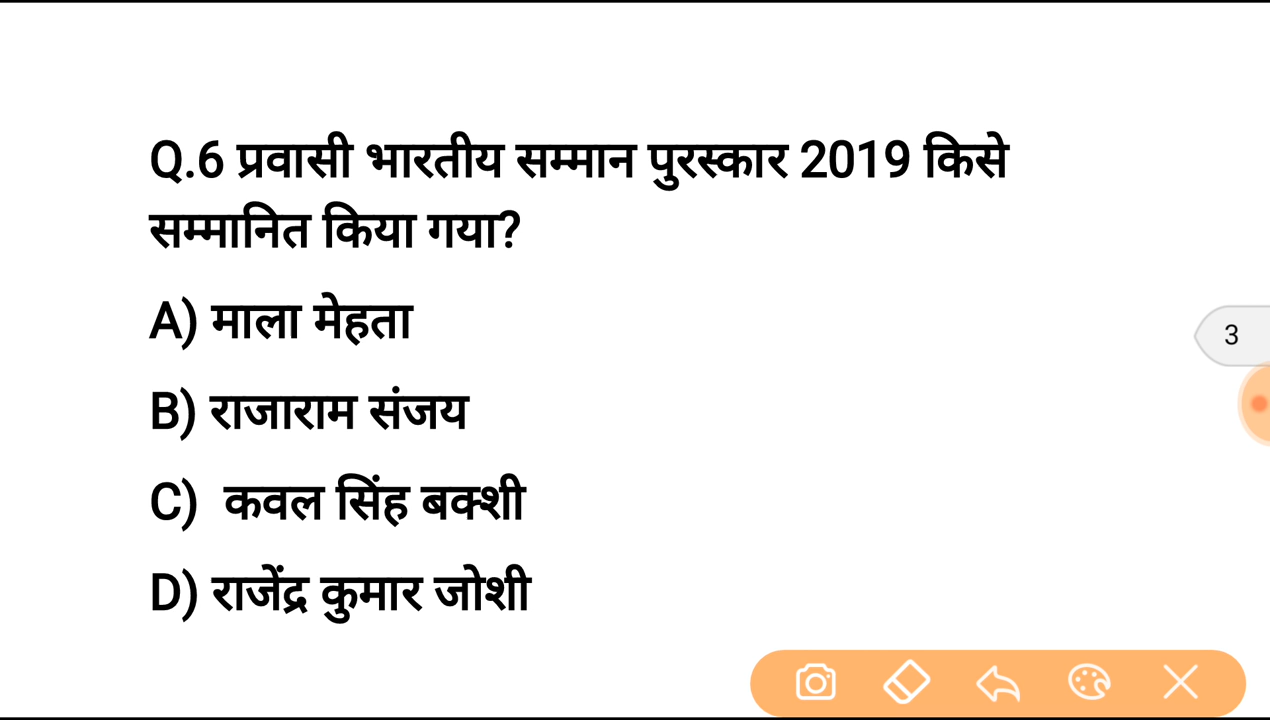 Q.6 प्रवासी भारतीय सम्मान पुरस्कार 2019 किसे
सम्मानित किया गया?
A) माला मेहता
B) राजाराम संजय
C) कवल सिंह बक्शी
D) राजेंद्र कुमार जोशी
3